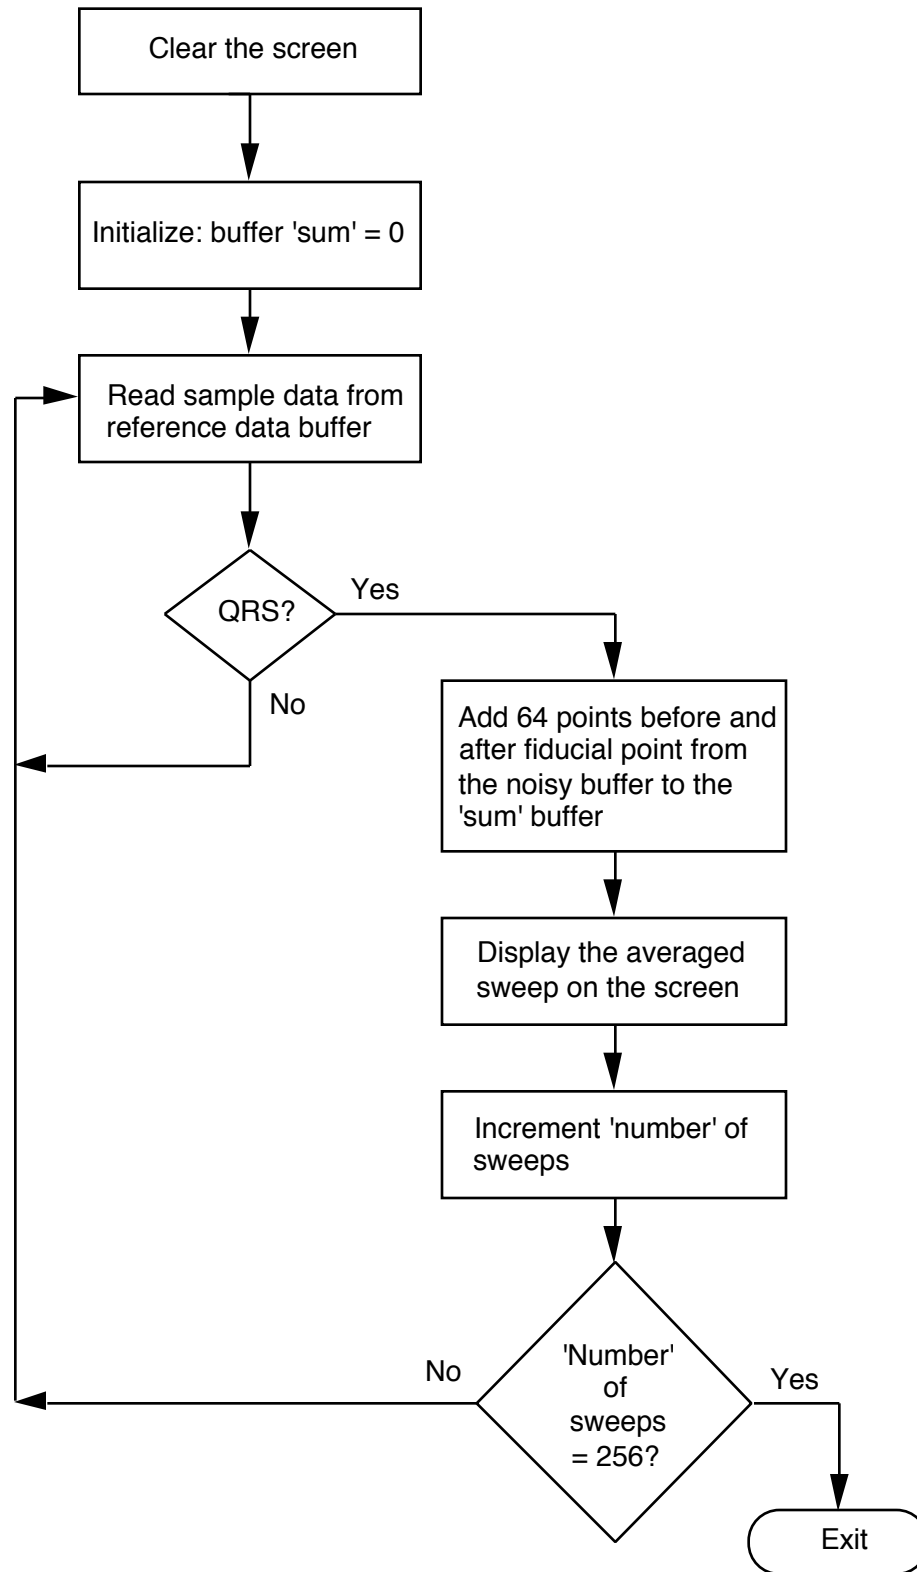 Clear the screen
Initialize: buffer 'sum' = 0
Read sample data from
reference data buffer
QRS?
Yes
No
Add 64 points before and
after fiducial point from
the noisy buffer to the
'sum' buffer
Display the averaged
sweep on the screen
Increment 'number' of
sweeps
'Number'
of
sweeps
= 256?
No
Yes
Exit